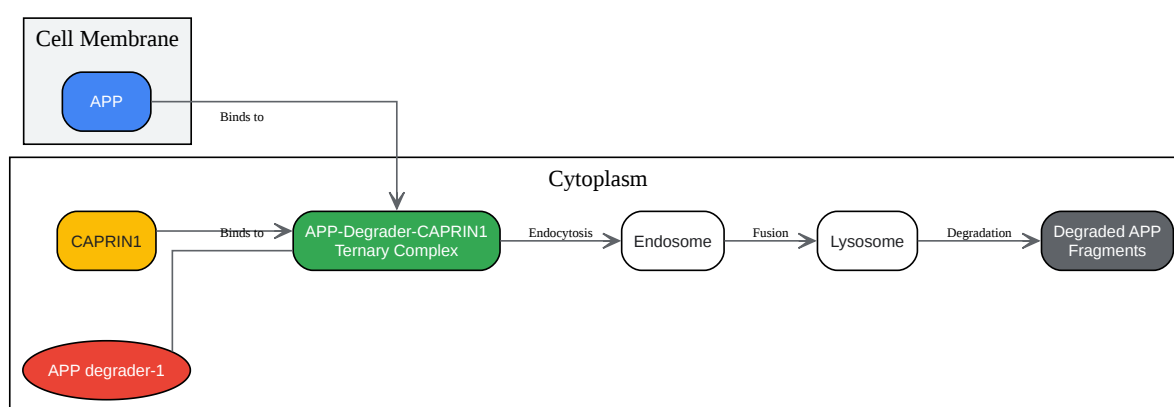 Cell Membrane
APP
Binds to
Cytoplasm
CAPRIN1
Binds to
APP-Degrader-CAPRIN1
Ternary Complex
Endocytosis
Endosome
Fusion
Lysosome
Degradation
Degraded APP
Fragments
APP degrader-1